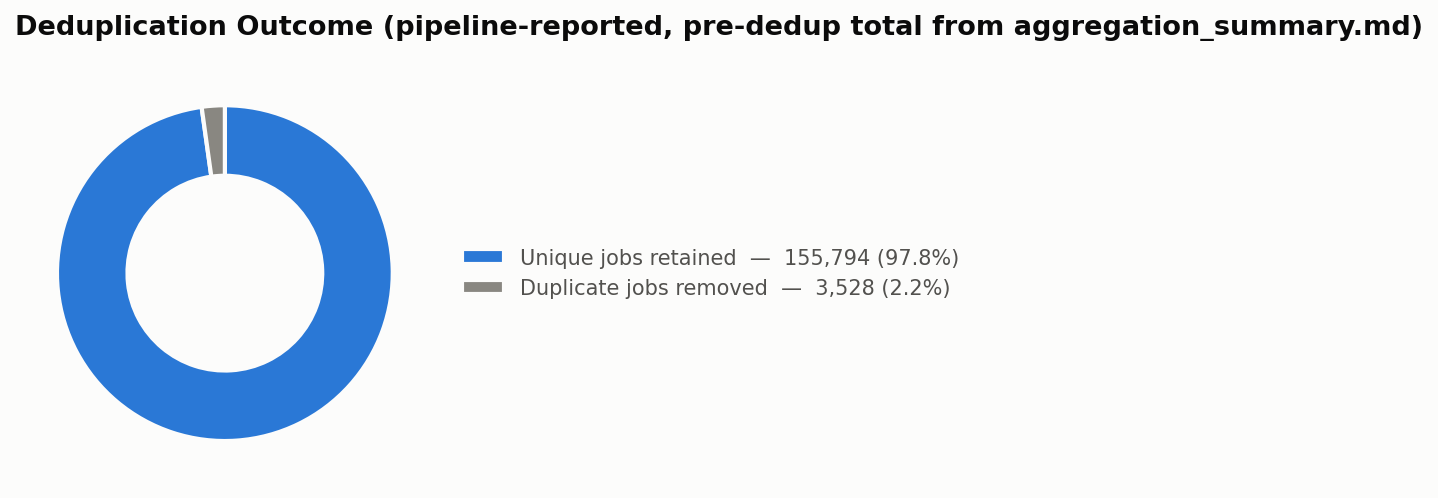 Deduplication Outcome (pipeline-reported, pre-dedup total from aggregation_summary.md)
Unique jobs retained — 155,794 (97.8%)
Duplicate jobs removed — 3,528 (2.2%)